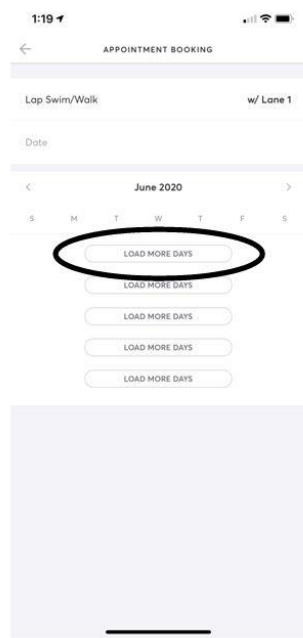 1:19
APPOINTMENT BOOKING
Lap Swim/Walk w/ Lane 1
Date
June 2020
S M T W T F S
LOAD MORE DAYS
LOAD MORE DAYS
LOAD MORE DAYS
LOAD MORE DAYS
LOAD MORE DAYS